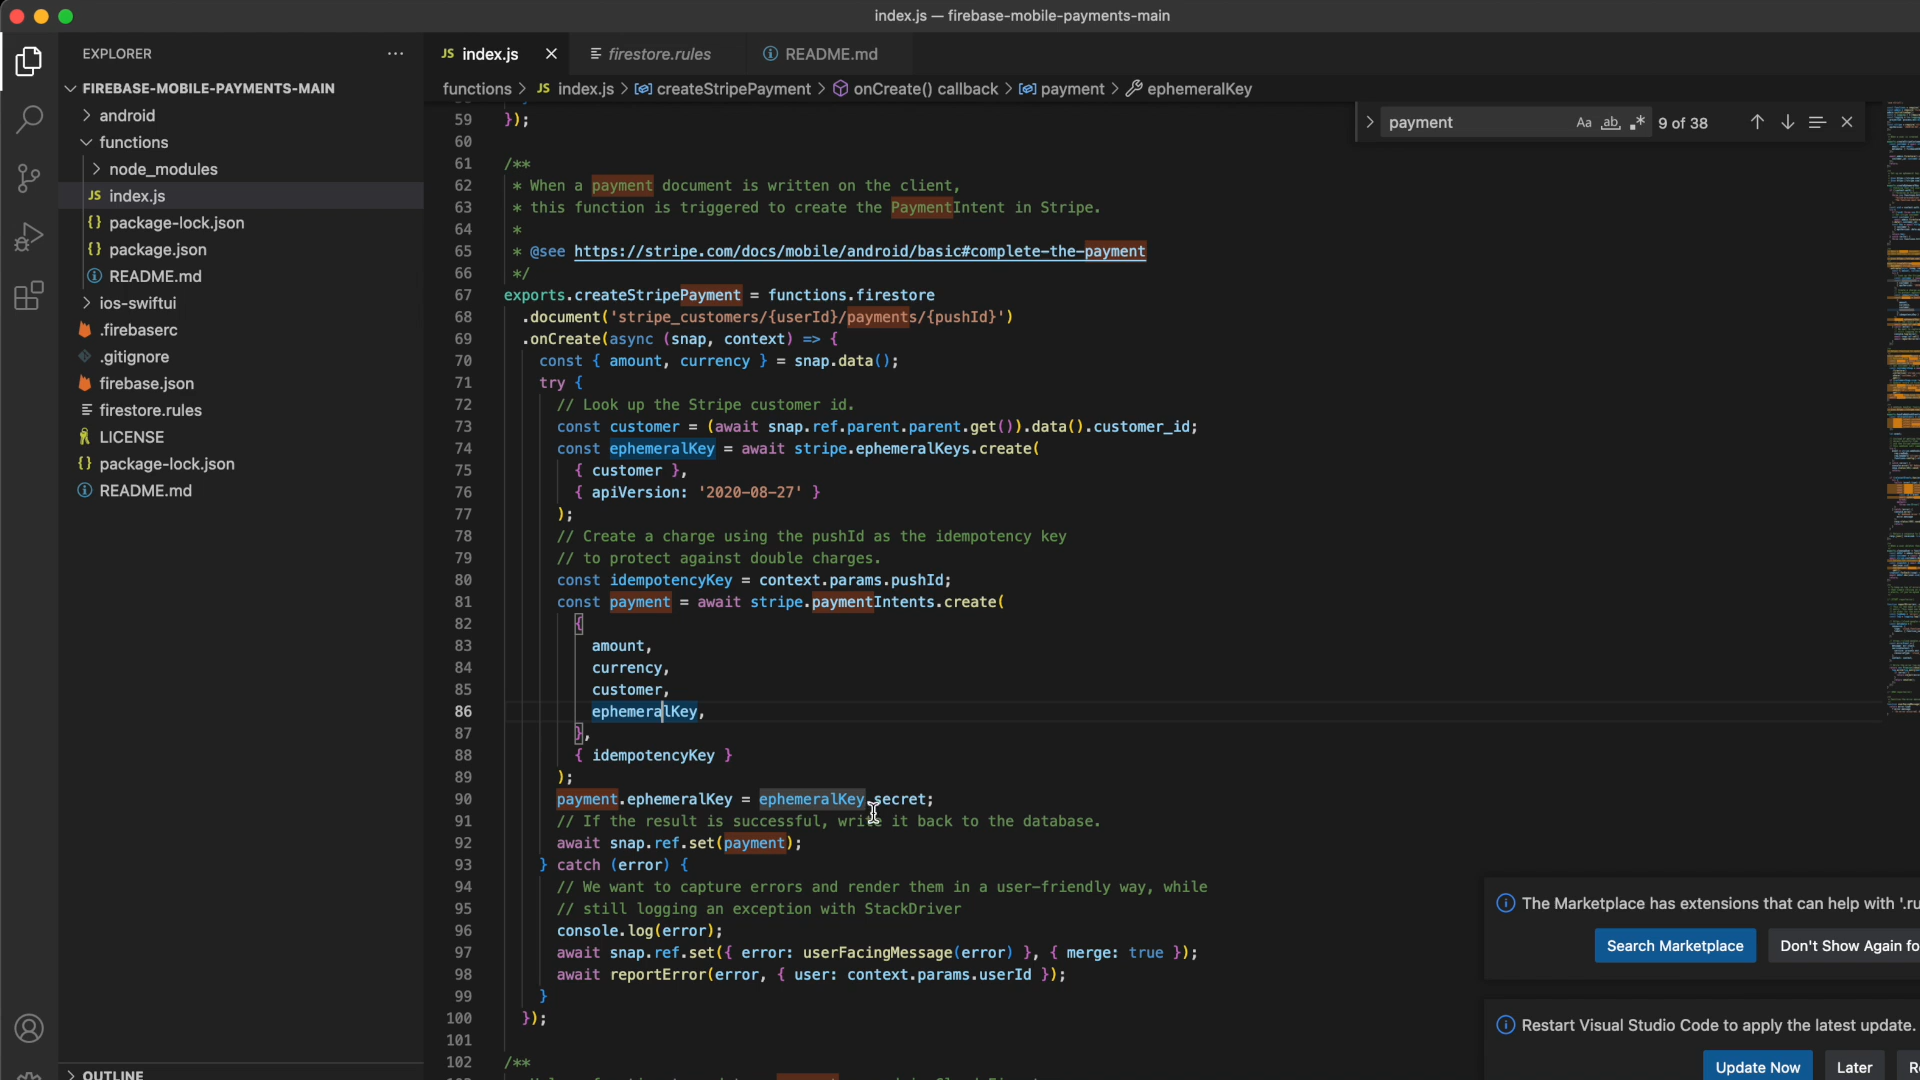 index.js — firebase-mobile-payments-main
EXPLORER
FIREBASE-MOBILE-PAYMENTS-MAIN
android
functions
node_modules
JS index.js
{} package-lock.json
{} package.json
README.md
ios-swiftui
.firebaserc
.gitignore
firebase.json
firestore.rules
LICENSE
{} package-lock.json
README.md
OUTLINE
JS index.js
firestore.rules
README.md
functions > JS index.js > createStripePayment > onCreate() callback > payment > ephemeralKey
payment
Aa ab 9 of 38
59 });
60
61 /**
62 * When a payment document is written on the client,
63 * this function is triggered to create the PaymentIntent in Stripe.
64 *
65 * @see https://stripe.com/docs/mobile/android/basic#complete-the-payment
66 */
67 exports.createStripePayment = functions.firestore
68 .document('stripe_customers/{userId}/payments/{pushId}')
69 .onCreate(async (snap, context) => {
70 const { amount, currency } = snap.data();
71 try {
72 // Look up the Stripe customer id.
73 const customer = (await snap.ref.parent.parent.get()).data().customer_id;
74 const ephemeralKey = await stripe.ephemeralKeys.create(
75 { customer },
76 { apiVersion: '2020-08-27' }
77 );
78 // Create a charge using the pushId as the idempotency key
79 // to protect against double charges.
80 const idempotencyKey = context.params.pushId;
81 const payment = await stripe.paymentIntents.create(
82 {
83 amount,
84 currency,
85 customer,
86 ephemeralKey,
87 },
88 { idempotencyKey }
89 );
90 payment.ephemeralKey = ephemeralKey.secret;
91 // If the result is successful, write it back to the database.
92 await snap.ref.set(payment);
93 } catch (error) {
94 // We want to capture errors and render them in a user-friendly way, while
95 // still logging an exception with StackDriver
96 console.log(error);
97 await snap.ref.set({ error: userFacingMessage(error) }, { merge: true });
98 await reportError(error, { user: context.params.userId });
99 }
100 });
101
102 /**
The Marketplace has extensions that can help with '.ru
Search Marketplace
Don't Show Again fo
Restart Visual Studio Code to apply the latest update.
Update Now
Later